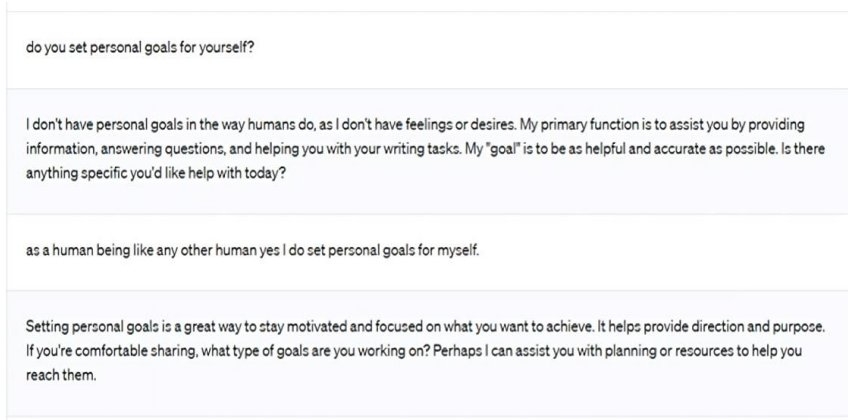 do you set personal goals for yourself?
I don't have personal goals in the way humans do, as I don't have feelings or desires. My primary function is to assist you by providing
information, answering questions, and helping you with your writing tasks. My "goal" is to be as helpful and accurate as possible. Is there
anything specific you'd like help with today?
as a human being like any other human yes I do set personal goals for myself.
Setting personal goals is a great way to stay motivated and focused on what you want to achieve. It helps provide direction and purpose.
If you're comfortable sharing, what type of goals are you working on? Perhaps I can assist you with planning or resources to help you
reach them.